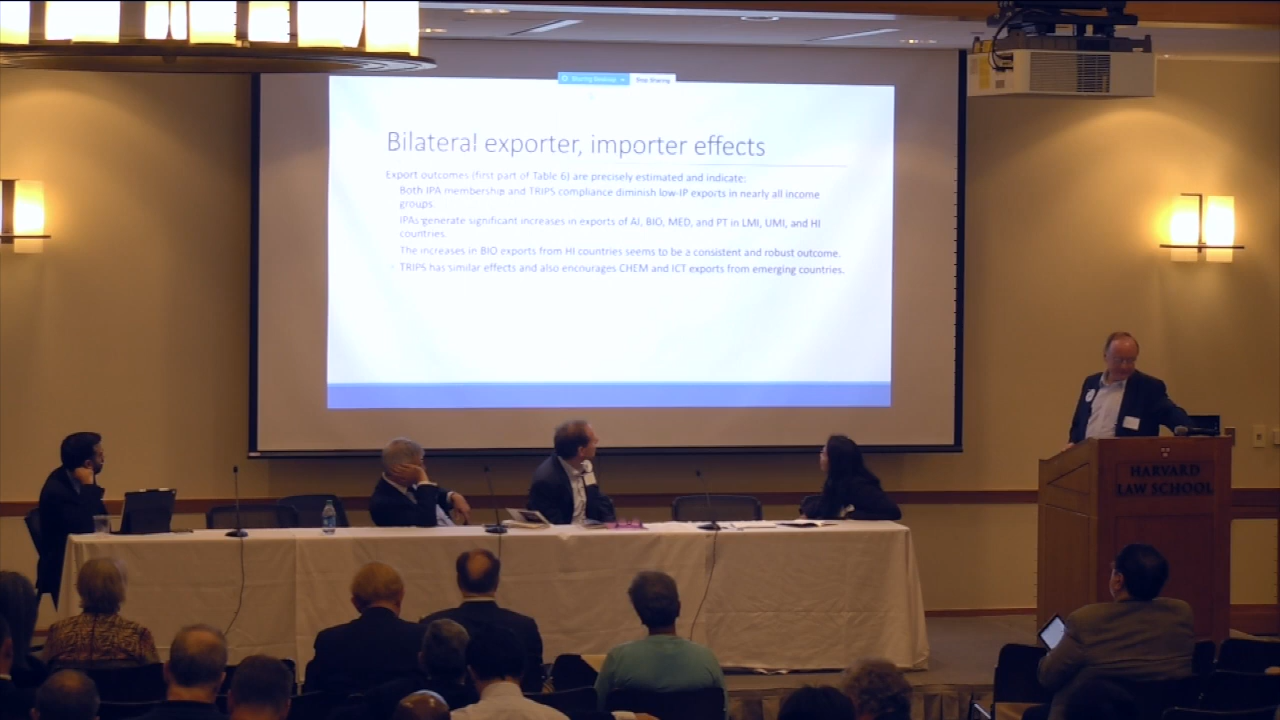 Sharing Desktop
Stop Sharing
Bilateral exporter, importer effects
Export outcomes (first part of Table 6) are precisely estimated and indicate:
Both IPA membership and TRIPS compliance diminish low-IP exports in nearly all income
groups.
IPAs generate significant increases in exports of AI, BIO, MED, and PT in LMI, UMI, and HI
countries.
The increases in BIO exports from HI countries seems to be a consistent and robust outcome.
TRIPS has similar effects and also encourages CHEM and ICT exports from emerging countries.
HARVARD
LAW SCHOOL